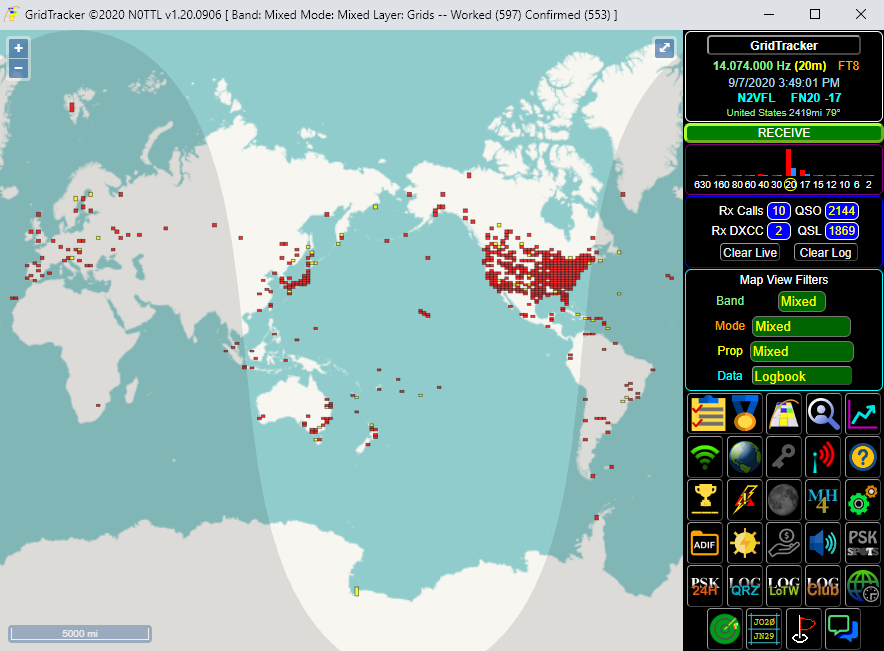 GridTracker ©2020 N0TTL v1.20.0906 [ Band: Mixed Mode: Mixed Layer: Grids -- Worked (597) Confirmed (553) ]
+
−
GridTracker
14.074.000 Hz (20m) FT8
9/7/2020 3:49:01 PM
N2VFL FN20 -17
United States 2419mi 79°
RECEIVE
630 160 80 60 40 30 20 17 15 12 10 6 2
Rx Calls 10 QSO 2144
Rx DXCC 2 QSL 1869
Clear Live Clear Log
Map View Filters
Band Mixed
Mode Mixed
Prop Mixed
Data Logbook
?
MH
4
ADIF
$
PSK
SPOTS
PSK
24H
LOG
QRZ
LOG
LoTW
LOG
Club
JO20
JN29
5000 mi